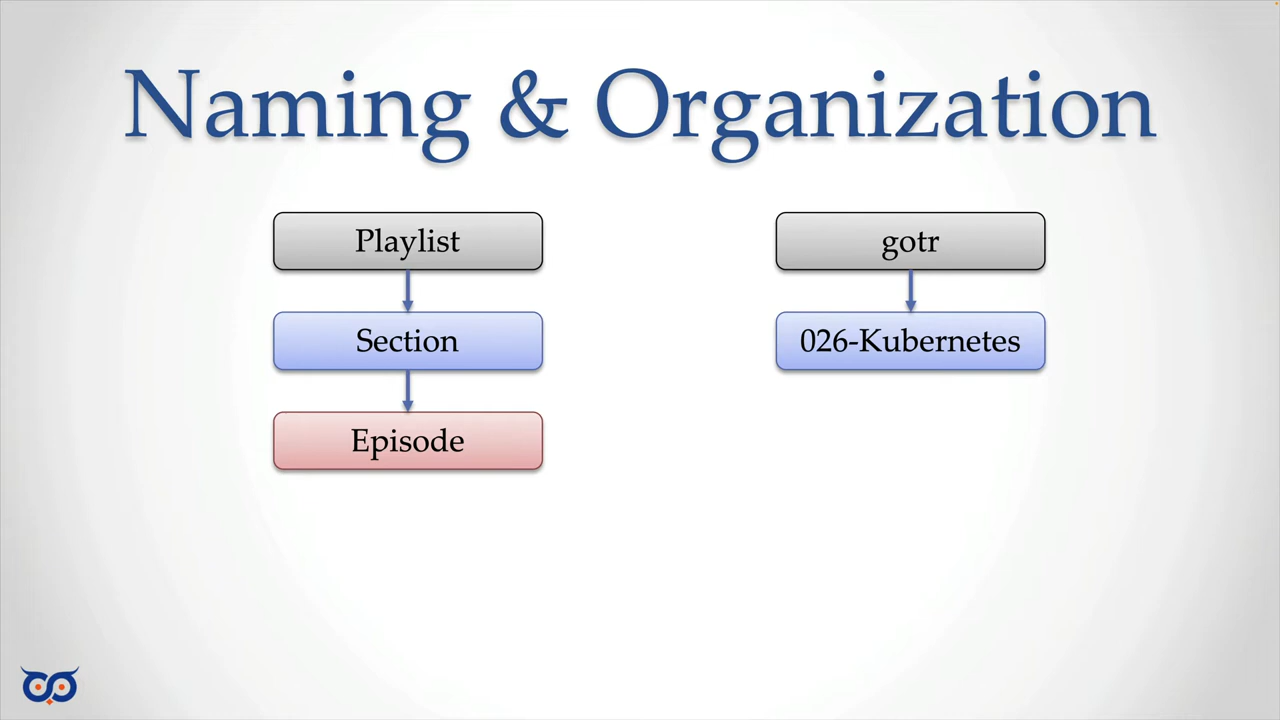 Naming & Organization
Playlist
gotr
Section
026-Kubernetes
Episode